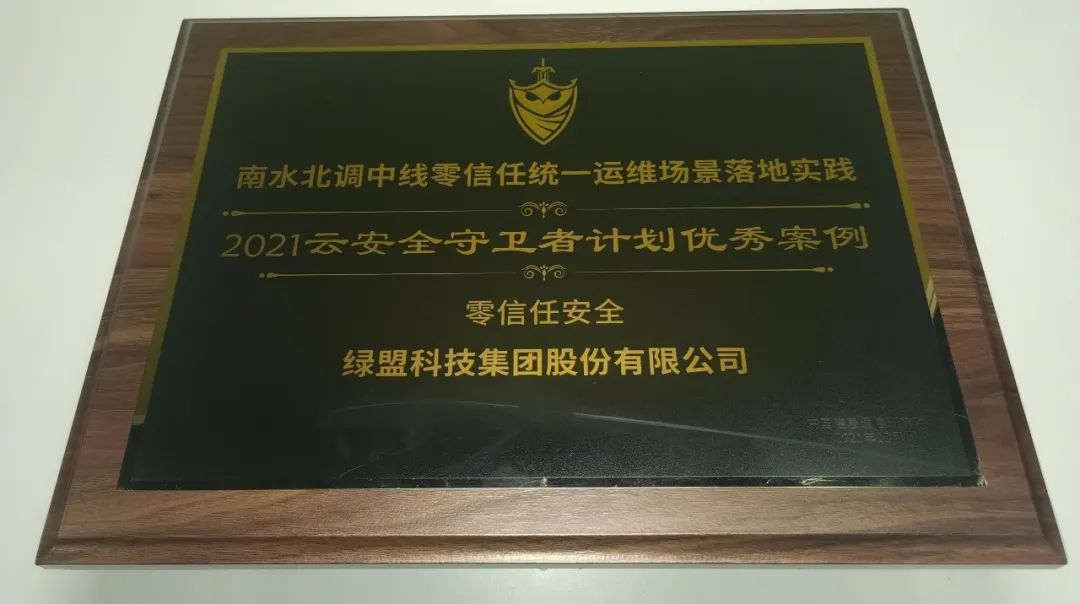 南水北调中线零信任统一运维场景落地实践
2021云安全守卫者计划优秀案例
零信任安全
绿盟科技集团股份有限公司